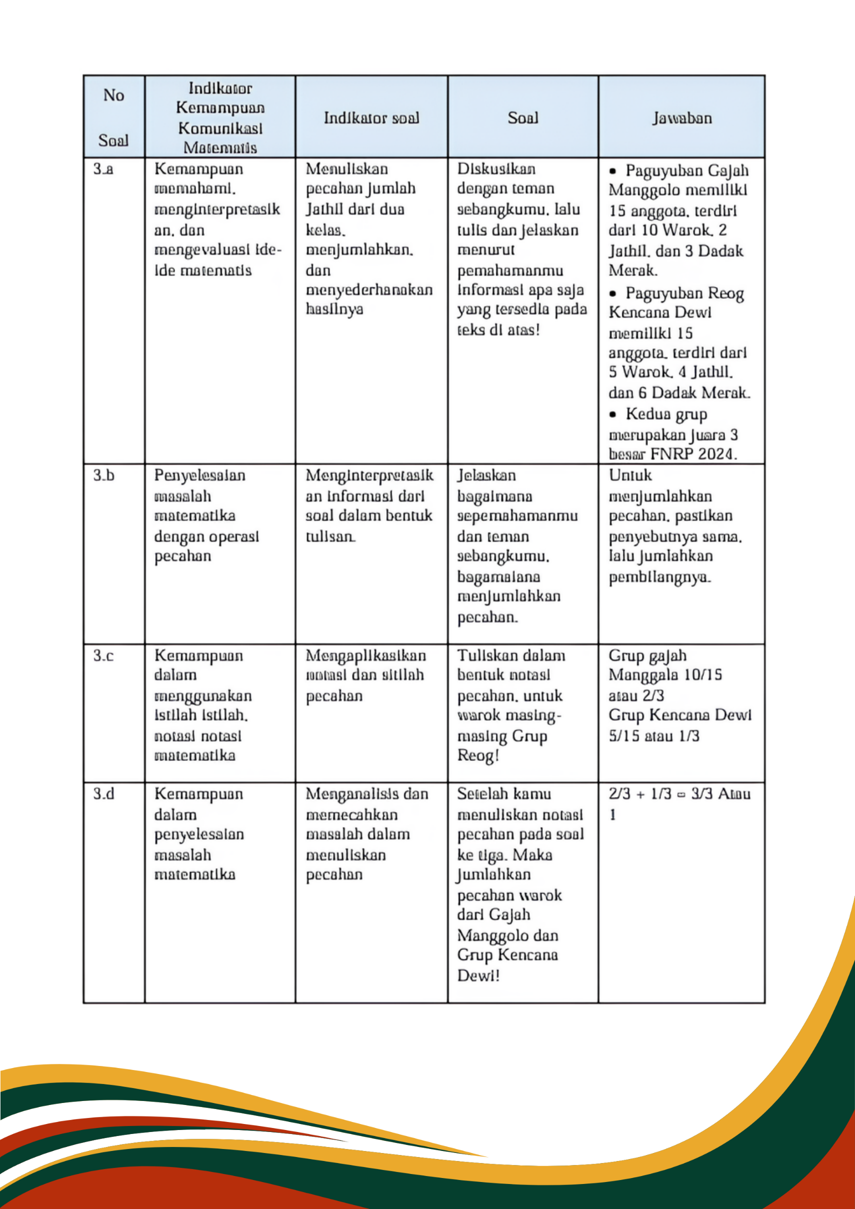 No
Soal
Indikator
Kemampuan
Komunikasi
Matematis
Indikator soal
Soal
Jawaban
3.a
Kemampuan
memahami,
menginterpretasik
an, dan
mengevaluasi ide-
ide matematis
Menuliskan
pecahan jumlah
Jathil dari dua
kelas,
menjumlahkan,
dan
menyederhanakan
hasilnya
Diskusikan
dengan teman
sebangkumu, lalu
tulis dan jelaskan
menurut
pemahamanmu
informasi apa saja
yang tersedia pada
teks di atas!
• Paguyuban Gajah
Manggolo memiliki
15 anggota, terdiri
dari 10 Warok, 2
Jathil, dan 3 Dadak
Merak.
• Paguyuban Reog
Kencana Dewi
memiliki 15
anggota, terdiri dari
5 Warok, 4 Jathil,
dan 6 Dadak Merak.
• Kedua grup
merupakan juara 3
besar FNRP 2024.
3.b
Penyelesaian
masalah
matematika
dengan operasi
pecahan
Menginterpretasik
an informasi dari
soal dalam bentuk
tulisan.
Jelaskan
bagaimana
sepemahamanmu
dan teman
sebangkumu,
bagamaiana
menjumlahkan
pecahan.
Untuk
menjumlahkan
pecahan, pastikan
penyebutnya sama,
lalu jumlahkan
pembilangnya.
3.c
Kemampuan
dalam
menggunakan
istilah istilah,
notasi notasi
matematika
Mengaplikasikan
notasi dan sitilah
pecahan
Tuliskan dalam
bentuk notasi
pecahan, untuk
warok masing-
masing Grup
Reog!
Grup gajah
Manggala 10/15
atau 2/3
Grup Kencana Dewi
5/15 atau 1/3
3.d
Kemampuan
dalam
penyelesaian
masalah
matematika
Menganalisis dan
memecahkan
masalah dalam
menuliskan
pecahan
Setelah kamu
menuliskan notasi
pecahan pada soal
ke tiga. Maka
jumlahkan
pecahan warok
dari Gajah
Manggolo dan
Grup Kencana
Dewi!
2/3 + 1/3 = 3/3 Atau
1